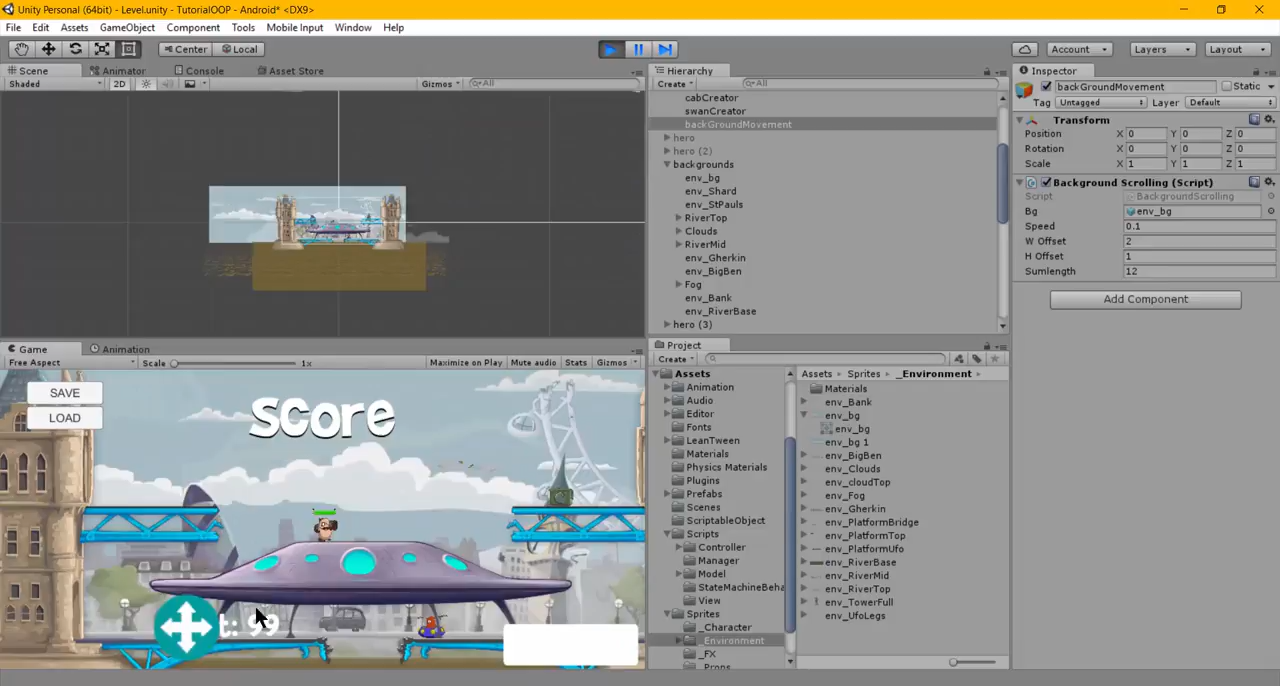 Unity Personal (64bit) - Level.unity - TutorialOOP - Android* <DX9>
File Edit Assets GameObject Component Tools Mobile Input Window Help
Center Local Account Layers Layout
Scene Animator Console Asset Store
Shaded 2D Gizmos All
Hierarchy
Create All
cabCreator
swanCreator
backGroundMovement
hero
hero (2)
backgrounds
env_bg
env_Shard
env_StPauls
RiverTop
Clouds
RiverMid
env_Gherkin
env_BigBen
Fog
env_Bank
env_RiverBase
hero (3)
Inspector
backGroundMovement Static
Tag Untagged Layer Default
Transform
Position X 0 Y 0 Z 0
Rotation X 0 Y 0 Z 0
Scale X 1 Y 1 Z 1
Background Scrolling (Script)
Script BackgroundScrolling
Bg env_bg
Speed 0.1
W Offset 2
H Offset 1
Sumlength 12
Add Component
Game Animation
Free Aspect Scale 1x Maximize on Play Mute audio Stats Gizmos
SAVE
LOAD
score
t: 99
Project
Create
Assets
Animation
Audio
Editor
Fonts
LeanTween
Materials
Physics Materials
Plugins
Prefabs
Scenes
ScriptableObject
Scripts
Controller
Manager
Model
StateMachineBeha
View
Sprites
_Character
_Environment
_FX
_Props
Assets Sprites _Environment
Materials
env_Bank
env_bg
env_bg
env_bg 1
env_BigBen
env_Clouds
env_cloudTop
env_Fog
env_Gherkin
env_PlatformBridge
env_PlatformTop
env_PlatformUfo
env_RiverBase
env_RiverMid
env_RiverTop
env_TowerFull
env_UfoLegs